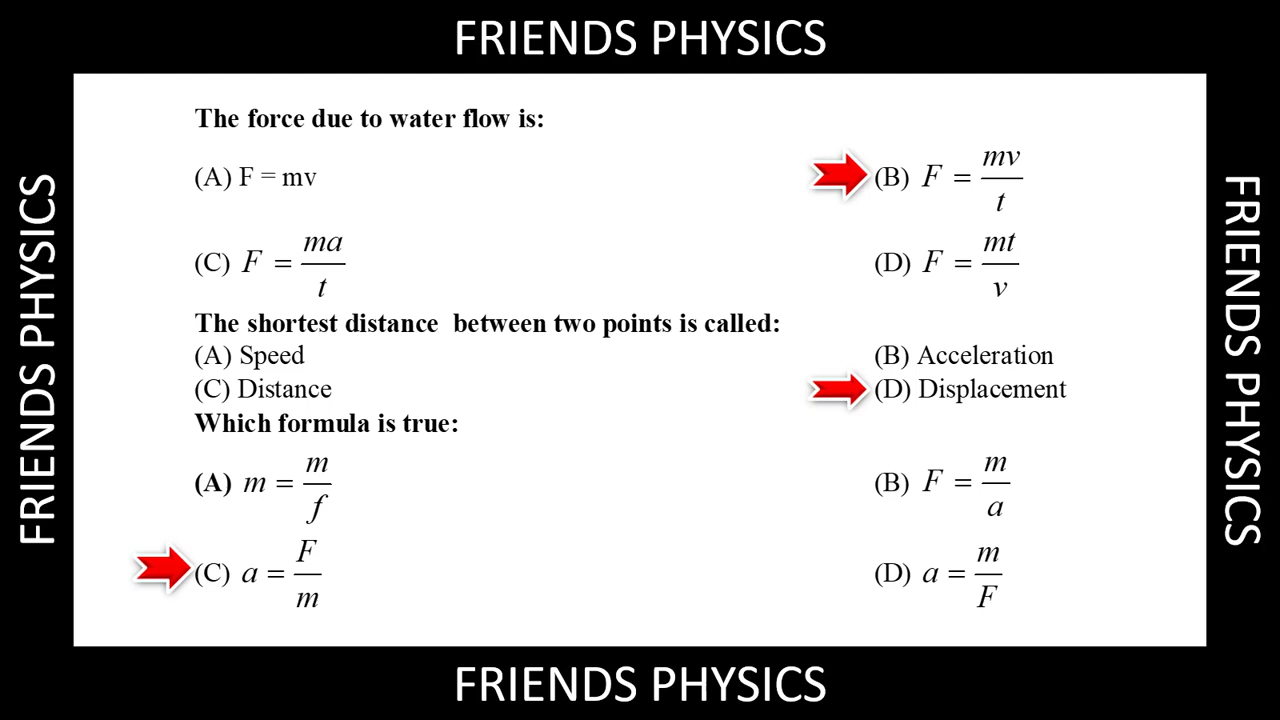 FRIENDS PHYSICS
FRIENDS PHYSICS
FRIENDS PHYSICS
The force due to water flow is:
(A) F = mv
(B) F = mv/t
(C) F = ma/t
(D) F = mt/v
The shortest distance between two points is called:
(A) Speed
(B) Acceleration
(C) Distance
(D) Displacement
Which formula is true:
(A) m = m/f
(B) F = m/a
(C) a = F/m
(D) a = m/F
FRIENDS PHYSICS